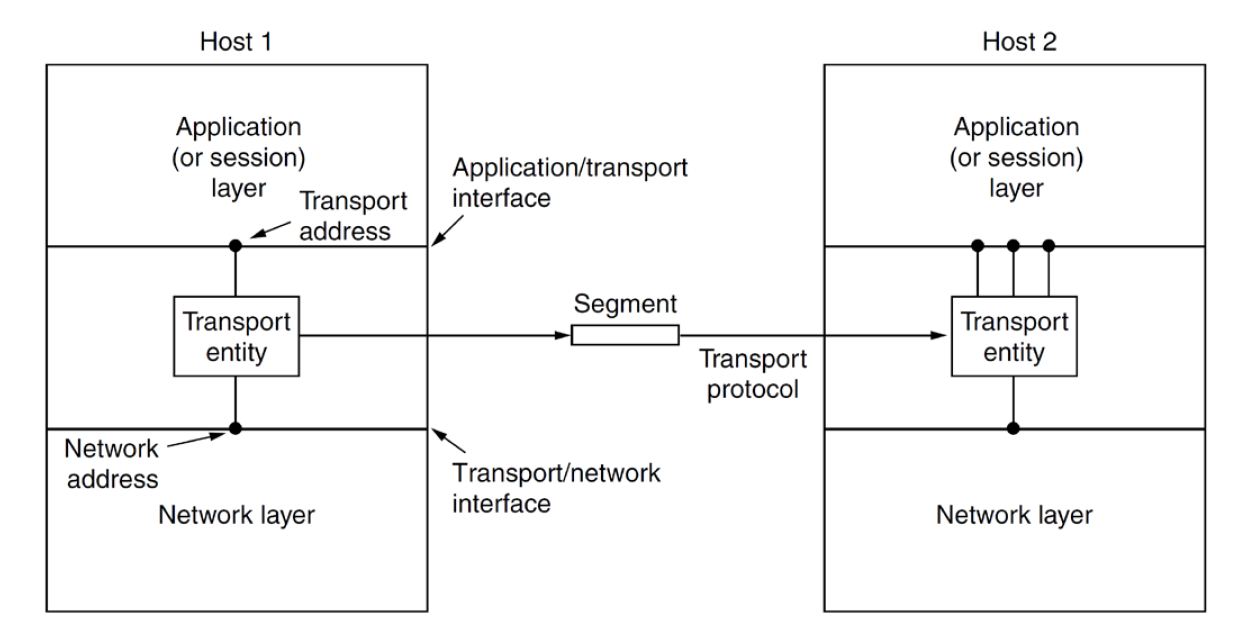 Host 1
Host 2
Application
(or session)
layer
Transport
address
Application/transport
interface
Application
(or session)
layer
Transport
entity
Segment
Transport
protocol
Transport
entity
Network
address
Transport/network
interface
Network layer
Network layer